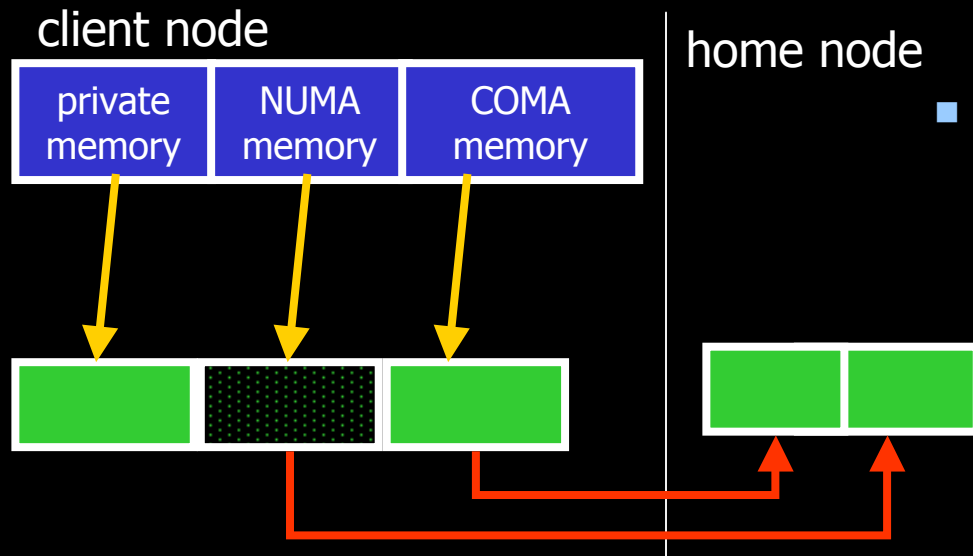 client node
home node
private
memory
NUMA
memory
COMA
memory